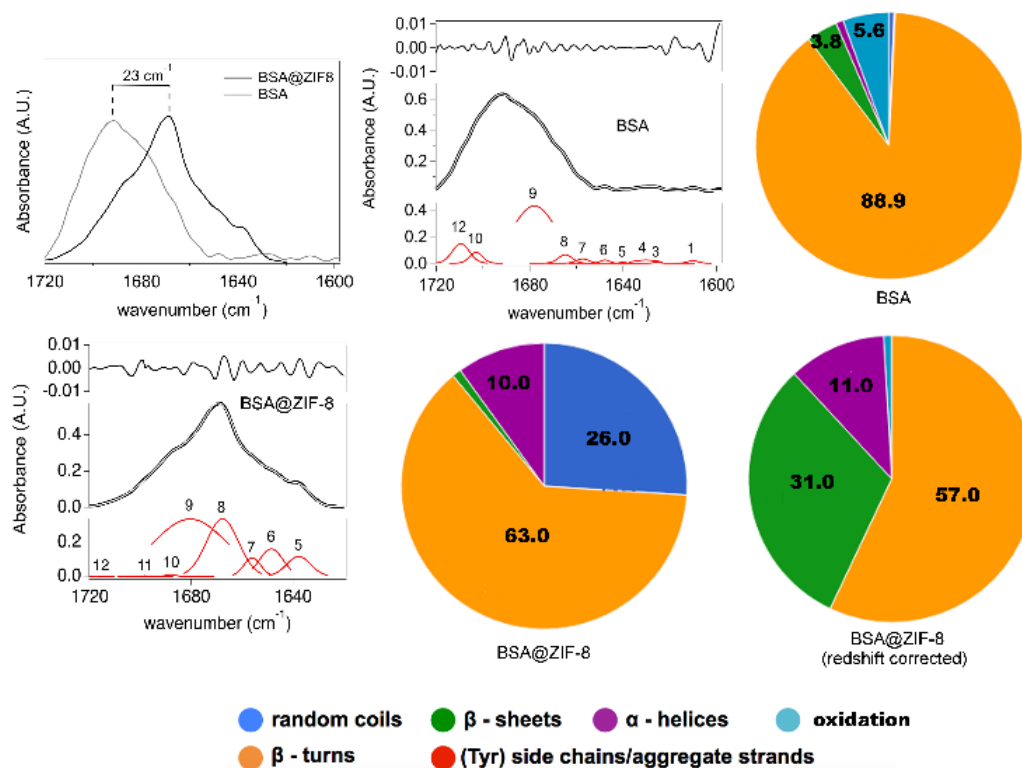 23 cm⁻¹
BSA@ZIF8
BSA
Absorbance (A.U.)
1720 1680 1640 1600
wavenumber (cm⁻¹)
0.01
0.00
-0.01
0.6
0.4
0.2
BSA
Absorbance (A.U.)
0.4
0.2
0.0
12 10 9 8 7 6 5 4 3 1
1720 1680 1640 1600
wavenumber (cm⁻¹)
3.8
5.6
88.9
BSA
0.01
0.00
-0.01
BSA@ZIF-8
0.4
0.2
0.0
Absorbance (A.U.)
0.2
0.0
12 11 10 9 8 7 6 5
1720 1680 1640
wavenumber (cm⁻¹)
10.0
26.0
63.0
BSA@ZIF-8
11.0
31.0
57.0
BSA@ZIF-8
(redshift corrected)
random coils β - sheets α - helices oxidation
β - turns (Tyr) side chains/aggregate strands